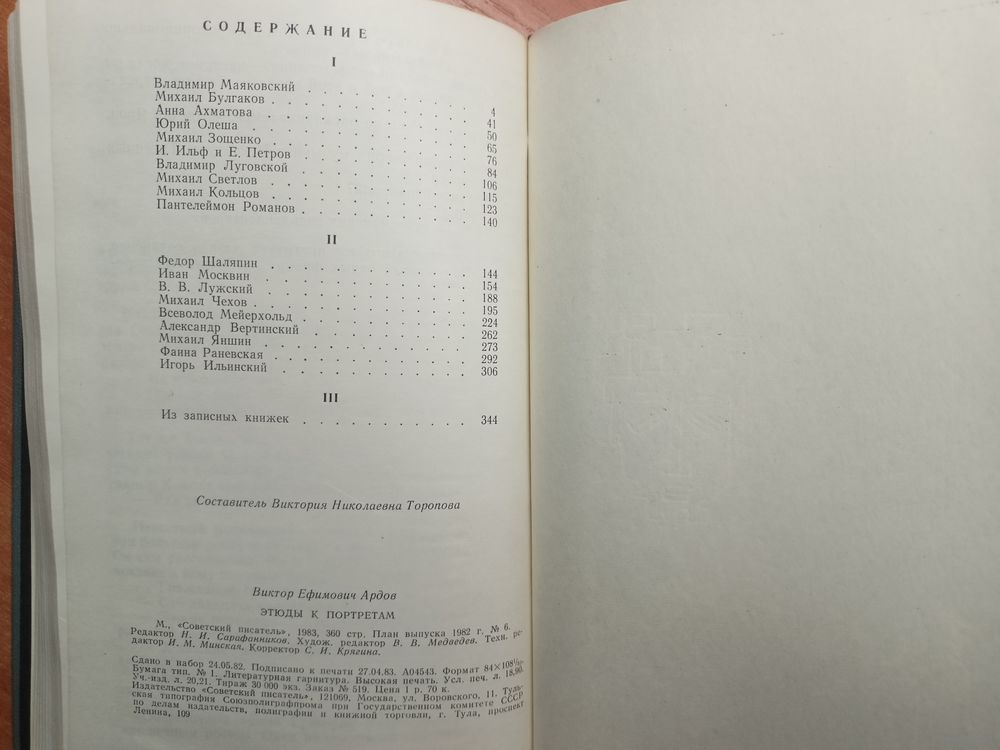 СОДЕРЖАНИЕ
I
Владимир Маяковский . . . . . . . . . . 4
Михаил Булгаков . . . . . . . . . . 41
Анна Ахматова . . . . . . . . . . 50
Юрий Олеша . . . . . . . . . . 65
Михаил Зощенко . . . . . . . . . . 76
И. Ильф и Е. Петров . . . . . . . . . . 84
Владимир Луговской . . . . . . . . . . 106
Михаил Светлов . . . . . . . . . . 115
Михаил Кольцов . . . . . . . . . . 123
Пантелеймон Романов . . . . . . . . . . 140
II
Федор Шаляпин . . . . . . . . . . 144
Иван Москвин . . . . . . . . . . 154
В. В. Лужский . . . . . . . . . . 188
Михаил Чехов . . . . . . . . . . 195
Всеволод Мейерхольд . . . . . . . . . . 224
Александр Вертинский . . . . . . . . . . 262
Михаил Яншин . . . . . . . . . . 273
Фаина Раневская . . . . . . . . . . 292
Игорь Ильинский . . . . . . . . . . 306
III
Из записных книжек . . . . . . . . . . 344
Составитель Виктория Николаевна Торопова
Виктор Ефимович Ардов
ЭТЮДЫ К ПОРТРЕТАМ
М., «Советский писатель», 1983, 360 стр. План выпуска 1982 г. № 6.
Редактор Н. И. Сарафанников. Худож. редактор В. В. Медведев. Техн. ре-
дактор И. М. Минская. Корректор С. И. Крягина.
Сдано в набор 24.05.82. Подписано к печати 27.04.83. А04543. Формат 84×108¹/₃₂.
Бумага тип. № 1. Литературная гарнитура. Высокая печать. Усл. печ. л. 18,90.
Уч.-изд. л. 20,21. Тираж 30 000 экз. Заказ № 519. Цена 1 р. 70 к.
Издательство «Советский писатель», 121069, Москва, ул. Воровского, 11. Туль-
ская типография Союзполиграфпрома при Государственном комитете СССР
по делам издательств, полиграфии и книжной торговли, г. Тула, проспект
Ленина, 109